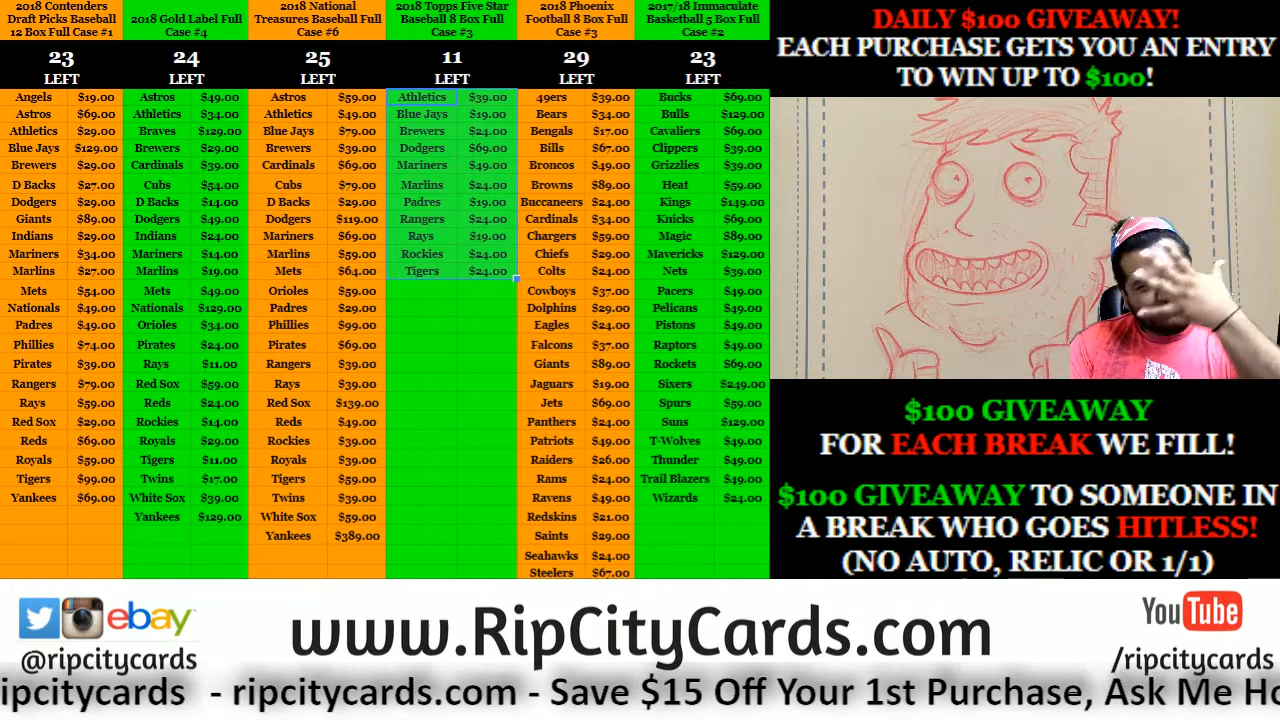 2018 Contenders
Draft Picks Baseball
12 Box Full Case #1
23
LEFT
Angels $19.00
Astros $69.00
Athletics $29.00
Blue Jays $129.00
Brewers $29.00
D Backs $27.00
Dodgers $29.00
Giants $89.00
Indians $29.00
Mariners $34.00
Marlins $27.00
Mets $54.00
Nationals $49.00
Padres $49.00
Phillies $74.00
Pirates $39.00
Rangers $79.00
Rays $59.00
Red Sox $29.00
Reds $69.00
Royals $59.00
Tigers $99.00
Yankees $69.00
2018 Gold Label Full
Case #4
24
LEFT
Astros $49.00
Athletics $34.00
Braves $129.00
Brewers $29.00
Cardinals $39.00
Cubs $54.00
D Backs $14.00
Dodgers $49.00
Indians $24.00
Mariners $14.00
Marlins $19.00
Mets $49.00
Nationals $129.00
Orioles $34.00
Pirates $24.00
Rays $11.00
Red Sox $59.00
Reds $24.00
Rockies $14.00
Royals $29.00
Tigers $11.00
Twins $17.00
White Sox $39.00
Yankees $129.00
2018 National
Treasures Baseball Full
Case #6
25
LEFT
Astros $59.00
Athletics $49.00
Blue Jays $79.00
Brewers $39.00
Cardinals $69.00
Cubs $79.00
D Backs $29.00
Dodgers $119.00
Mariners $69.00
Marlins $59.00
Mets $64.00
Orioles $59.00
Padres $29.00
Phillies $99.00
Pirates $69.00
Rangers $39.00
Rays $39.00
Red Sox $139.00
Reds $49.00
Rockies $39.00
Royals $39.00
Tigers $59.00
Twins $39.00
White Sox $59.00
Yankees $389.00
2018 Topps Five Star
Baseball 8 Box Full
Case #3
11
LEFT
Athletics $39.00
Blue Jays $19.00
Brewers $24.00
Dodgers $69.00
Mariners $49.00
Marlins $24.00
Padres $19.00
Rangers $24.00
Rays $19.00
Rockies $24.00
Tigers $24.00
2018 Phoenix
Football 8 Box Full
Case #3
29
LEFT
49ers $39.00
Bears $34.00
Bengals $17.00
Bills $67.00
Broncos $49.00
Browns $89.00
Buccaneers $24.00
Cardinals $34.00
Chargers $59.00
Chiefs $29.00
Colts $24.00
Cowboys $37.00
Dolphins $29.00
Eagles $24.00
Falcons $37.00
Giants $89.00
Jaguars $19.00
Jets $69.00
Panthers $24.00
Patriots $49.00
Raiders $26.00
Rams $24.00
Ravens $49.00
Redskins $21.00
Saints $29.00
Seahawks $24.00
Steelers $67.00
2017/18 Immaculate
Basketball 5 Box Full
Case #2
23
LEFT
Bucks $69.00
Bulls $129.00
Cavaliers $69.00
Clippers $39.00
Grizzlies $39.00
Heat $59.00
Kings $149.00
Knicks $69.00
Magic $89.00
Mavericks $129.00
Nets $39.00
Pacers $49.00
Pelicans $49.00
Pistons $49.00
Raptors $49.00
Rockets $69.00
Sixers $249.00
Spurs $59.00
Suns $129.00
T-Wolves $49.00
Thunder $49.00
Trail Blazers $49.00
Wizards $24.00
DAILY $100 GIVEAWAY!
EACH PURCHASE GETS YOU AN ENTRY
TO WIN UP TO $100!
$100 GIVEAWAY
FOR EACH BREAK WE FILL!
$100 GIVEAWAY TO SOMEONE IN
A BREAK WHO GOES HITLESS!
(NO AUTO, RELIC OR 1/1)
ebay
@ripcitycards
www.RipCityCards.com
YouTube
/ripcitycards
ipcitycards - ripcitycards.com - Save $15 Off Your 1st Purchase, Ask Me Ho